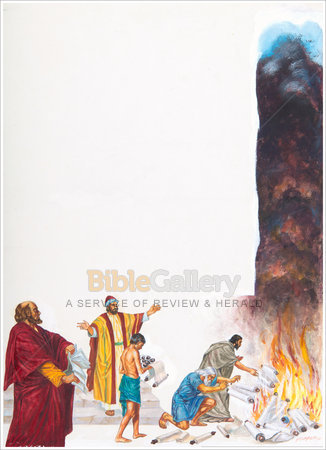 BibleGallery
A SERVICE OF REVIEW & HERALD